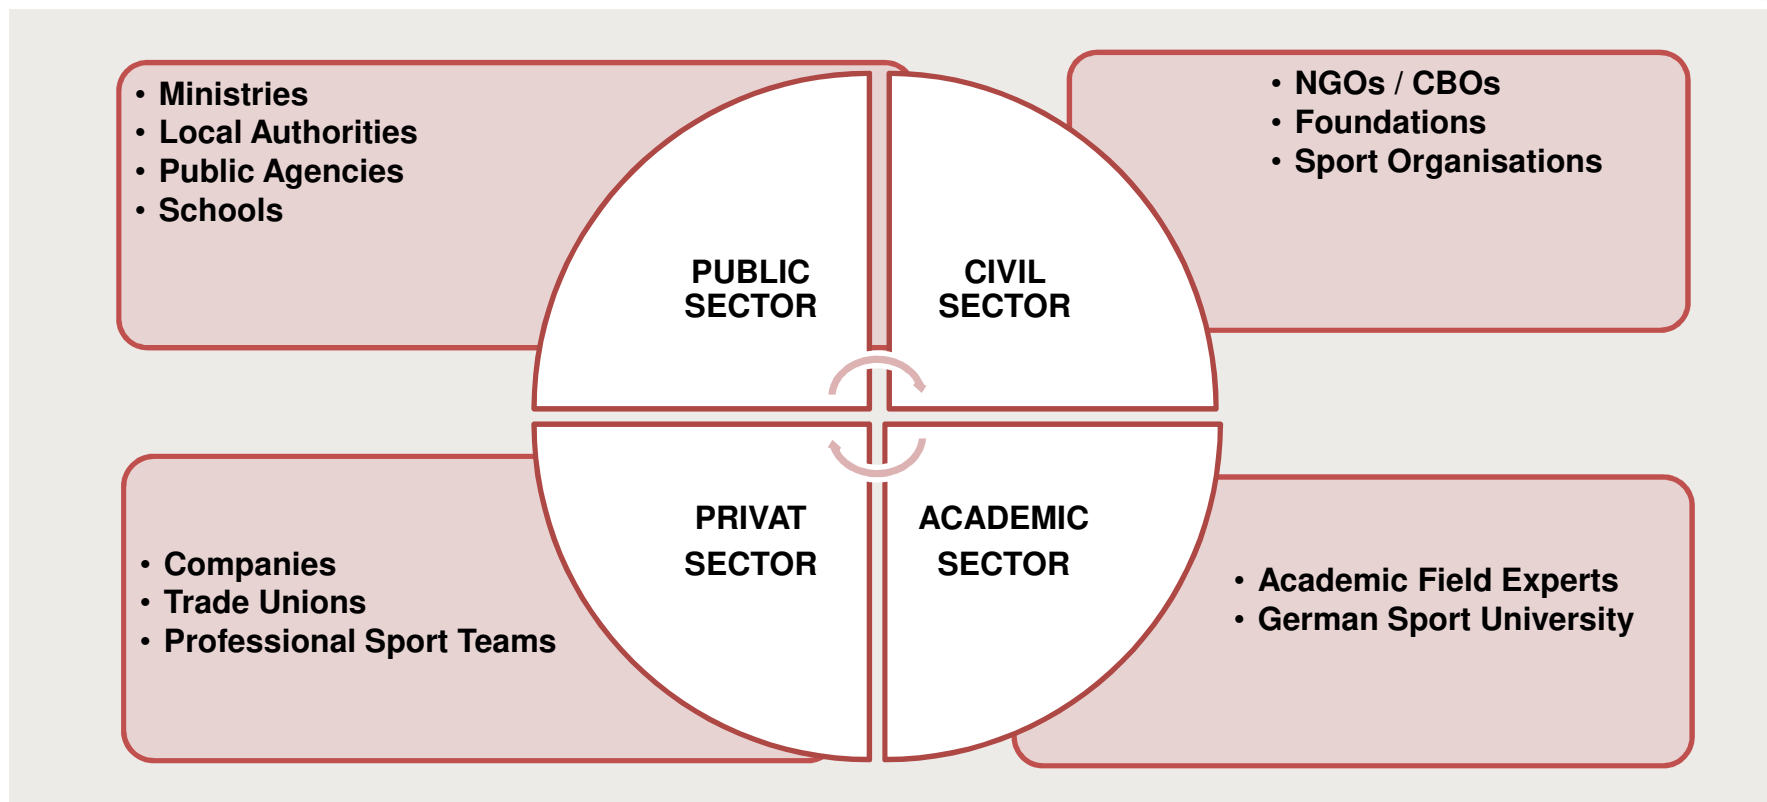 • Ministries
• Local Authorities
• Public Agencies
• Schools
• NGOs / CBOs
• Foundations
• Sport Organisations
PUBLIC
SECTOR
CIVIL
SECTOR
PRIVAT
SECTOR
ACADEMIC
SECTOR
• Companies
• Trade Unions
• Professional Sport Teams
• Academic Field Experts
• German Sport University